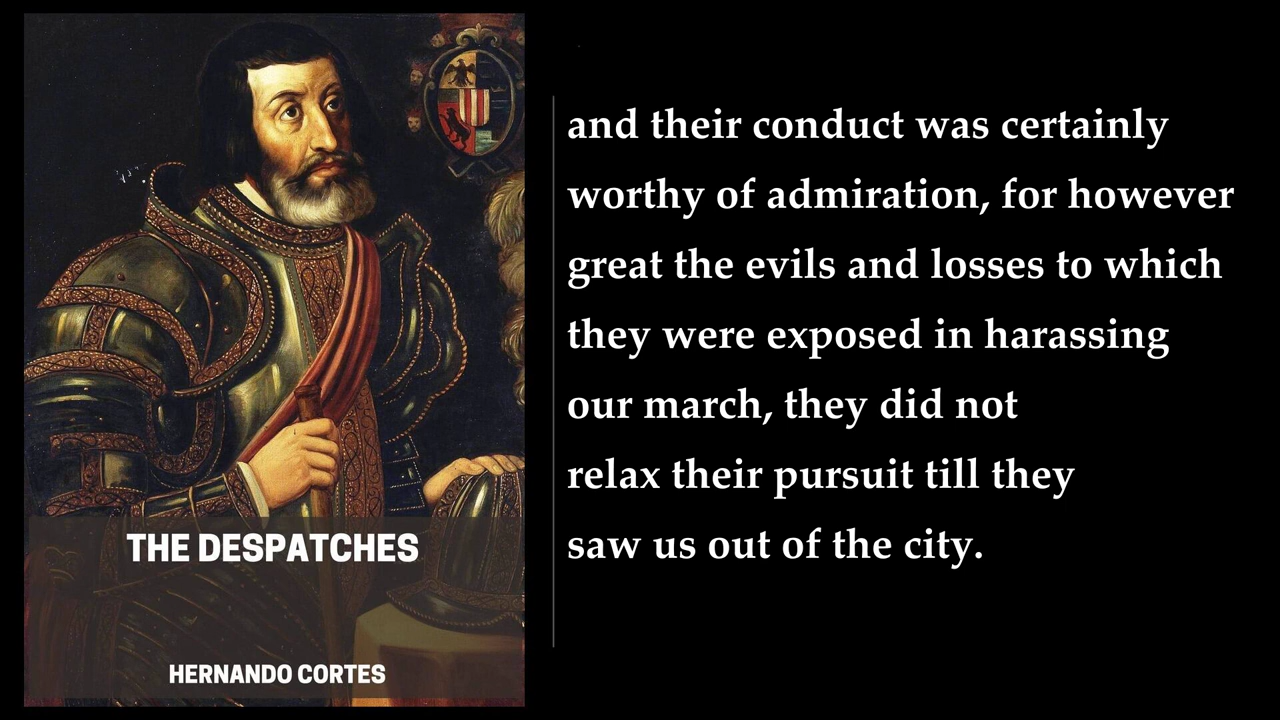 THE DESPATCHES
HERNANDO CORTES
and their conduct was certainly
worthy of admiration, for however
great the evils and losses to which
they were exposed in harassing
our march, they did not
relax their pursuit till they
saw us out of the city.